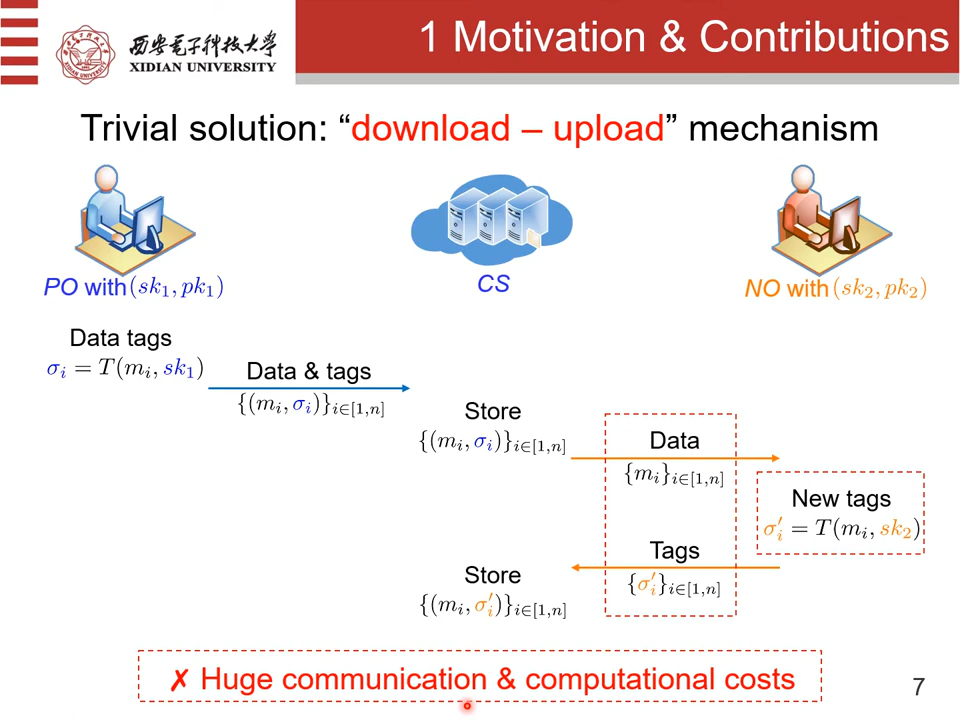 西安电子科技大学
XIDIAN UNIVERSITY
1 Motivation & Contributions
Trivial solution: “download – upload” mechanism
PO with (sk₁, pk₁)
CS
NO with (sk₂, pk₂)
Data tags
σᵢ = T(mᵢ, sk₁)
Data & tags
{(mᵢ, σᵢ)}ᵢ∈[1,n]
Store
{(mᵢ, σᵢ)}ᵢ∈[1,n]
Data
{mᵢ}ᵢ∈[1,n]
New tags
σ′ᵢ = T(mᵢ, sk₂)
Tags
{σ′ᵢ}ᵢ∈[1,n]
Store
{(mᵢ, σ′ᵢ)}ᵢ∈[1,n]
✗ Huge communication & computational costs
7